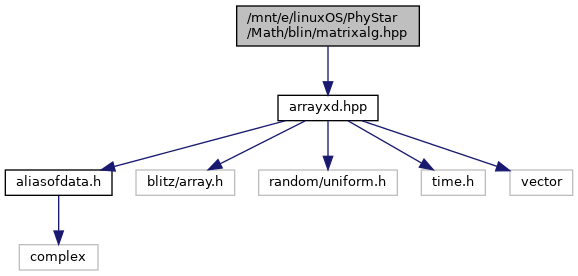 /mnt/e/linuxOS/PhyStar
/Math/blin/matrixalg.hpp
arrayxd.hpp
aliasofdata.h
blitz/array.h
random/uniform.h
time.h
vector
complex